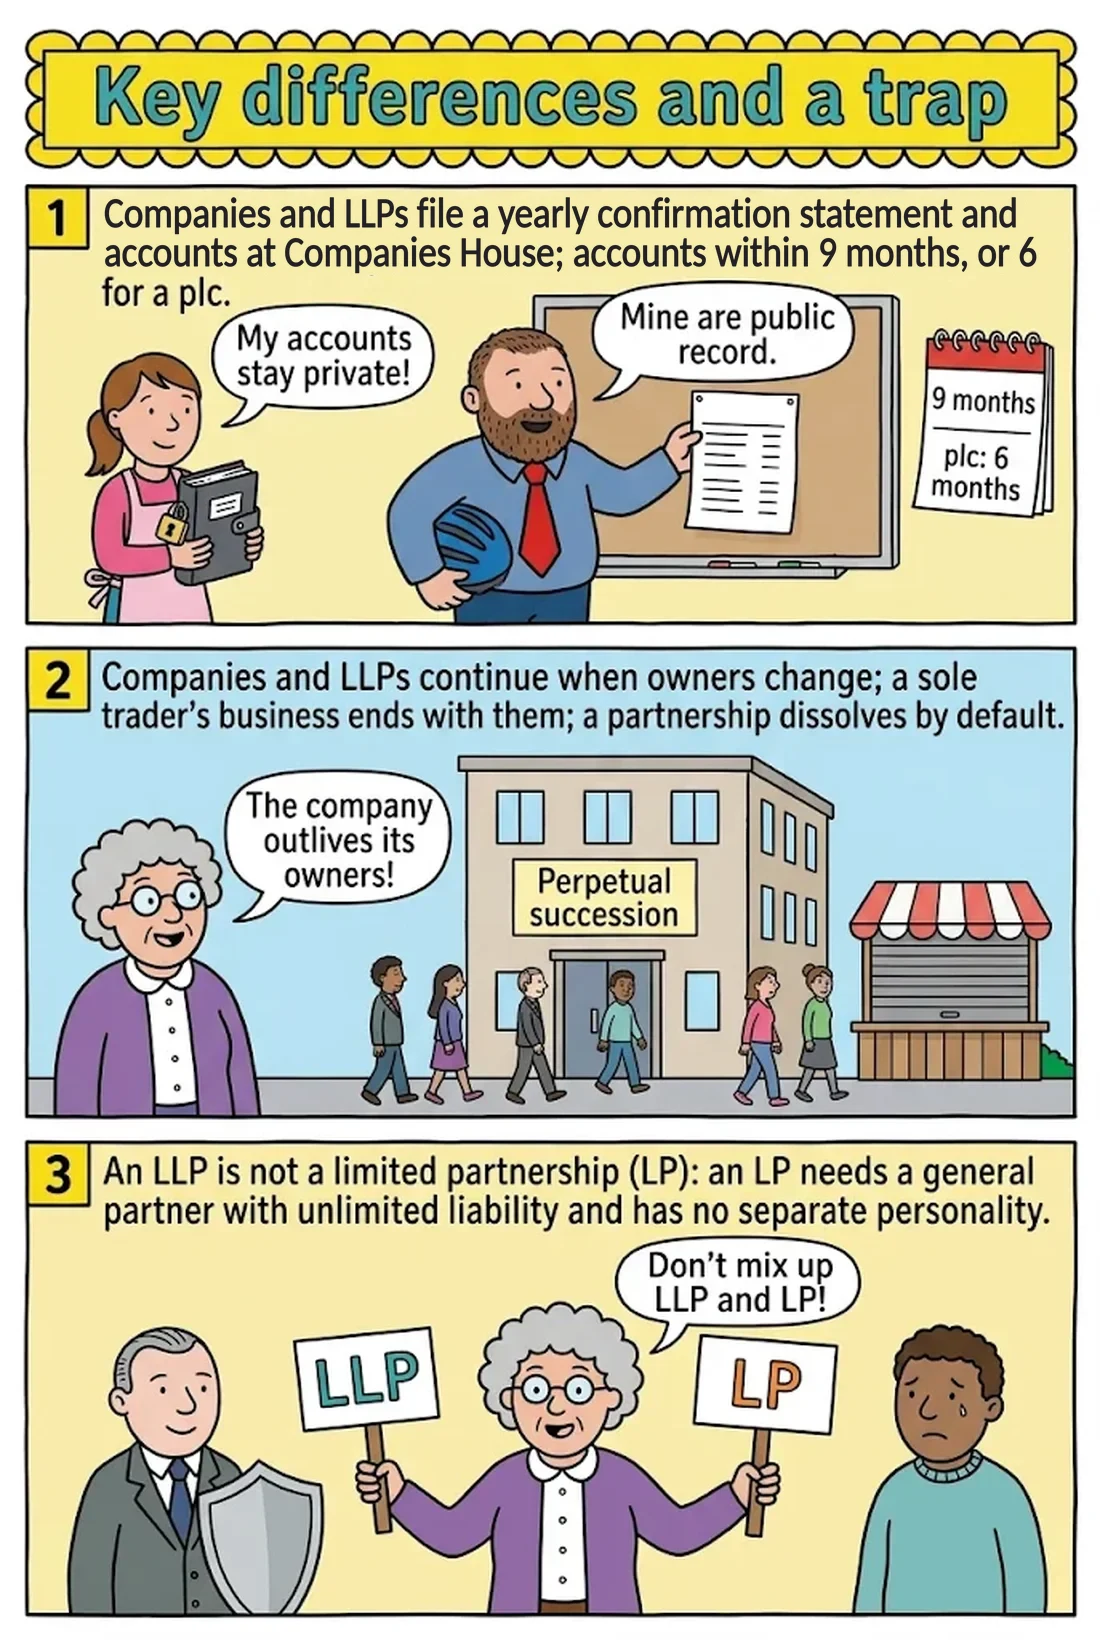 Key differences and a trap
1
Companies and LLPs file a yearly confirmation statement and
accounts at Companies House; accounts within 9 months, or 6
for a plc.
My accounts
stay private!
Mine are public
record.
9 months
plc: 6
months
2
Companies and LLPs continue when owners change; a sole
trader's business ends with them; a partnership dissolves by default.
The company
outlives its
owners!
Perpetual
succession
3
An LLP is not a limited partnership (LP): an LP needs a general
partner with unlimited liability and has no separate personality.
Don't mix up
LLP and LP!
LLP
LP